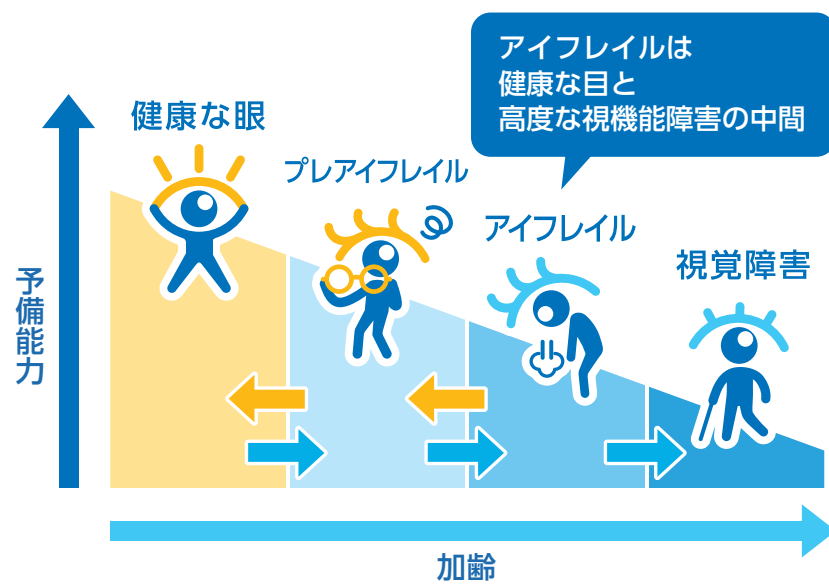 アイフレイルは
健康な目と
高度な視機能障害の中間
健康な眼
プレアイフレイル
アイフレイル
視覚障害
予備能力
加齢